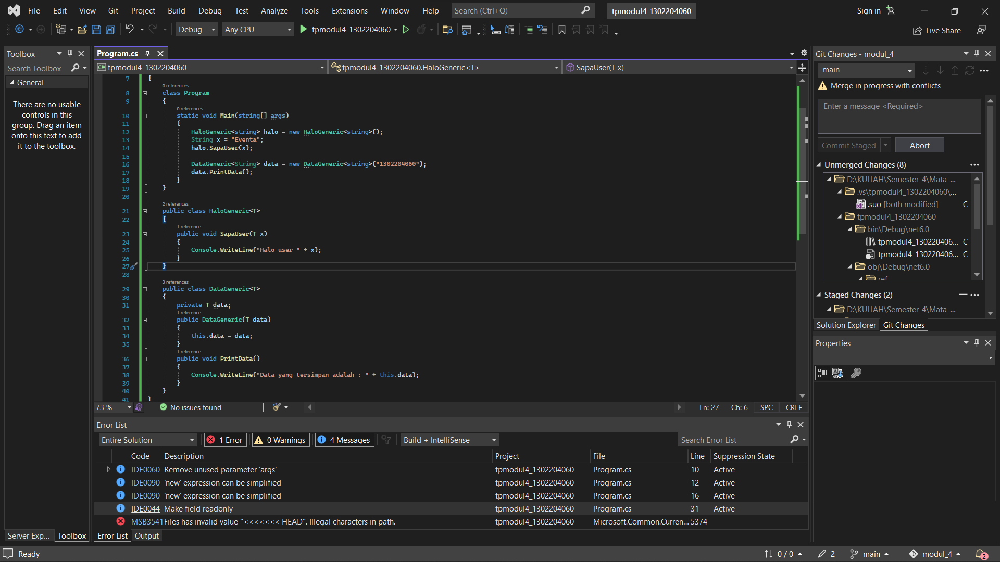 File Edit View Git Project Build Debug Test Analyze Tools Extensions Window Help Search (Ctrl+Q) tpmodul4_1302204060 Sign in
Debug Any CPU tpmodul4_1302204060 Live Share
Toolbox
Search Toolbox
General
There are no usable
controls in this
group. Drag an item
onto this text to add
it to the toolbox.
Server Exp... Toolbox
Program.cs
C# tpmodul4_1302204060 tpmodul4_1302204060.HaloGeneric<T> SapaUser(T x)
7 {
0 references
8 class Program
9 {
0 references
10 static void Main(string[] args)
11 {
12 HaloGeneric<string> halo = new HaloGeneric<string>();
13 String x = "Eventa";
14 halo.SapaUser(x);
15
16 DataGeneric<String> data = new DataGeneric<string>("1302204060");
17 data.PrintData();
18 }
19 }
20
2 references
21 public class HaloGeneric<T>
22 {
1 reference
23 public void SapaUser(T x)
24 {
25 Console.WriteLine("Halo user " + x);
26 }
27 }
28
3 references
29 public class DataGeneric<T>
30 {
31 private T data;
1 reference
32 public DataGeneric(T data)
33 {
34 this.data = data;
35 }
1 reference
36 public void PrintData()
37 {
38 Console.WriteLine("Data yang tersimpan adalah : " + this.data);
39 }
40 }
41 }
73 % No issues found Ln: 27 Ch: 6 SPC CRLF
Error List
Entire Solution 1 Error 0 Warnings 4 Messages Build + IntelliSense Search Error List
Code Description Project File Line Suppression State
IDE0060 Remove unused parameter 'args' tpmodul4_1302204060 Program.cs 10 Active
IDE0090 'new' expression can be simplified tpmodul4_1302204060 Program.cs 12 Active
IDE0090 'new' expression can be simplified tpmodul4_1302204060 Program.cs 16 Active
IDE0044 Make field readonly tpmodul4_1302204060 Program.cs 31 Active
MSB3541 Files has invalid value "<<<<<<< HEAD". Illegal characters in path. tpmodul4_1302204060 Microsoft.Common.Curren... 5374
Error List Output
Git Changes - modul_4
main
Merge in progress with conflicts
Enter a message <Required>
Commit Staged Abort
Unmerged Changes (8)
D:\KULIAH\Semester_4\Mata_...
.vs\tpmodul4_1302204060\...
.suo [both modified] C
tpmodul4_1302204060
bin\Debug\net6.0
tpmodul4_130220406... C
tpmodul4_130220406... C
obj\Debug\net6.0
ref
Staged Changes (2)
D:\KULIAH\Semester_4\Mata_...
Solution Explorer Git Changes
Properties
Ready 0 / 0 2 main modul_4 2